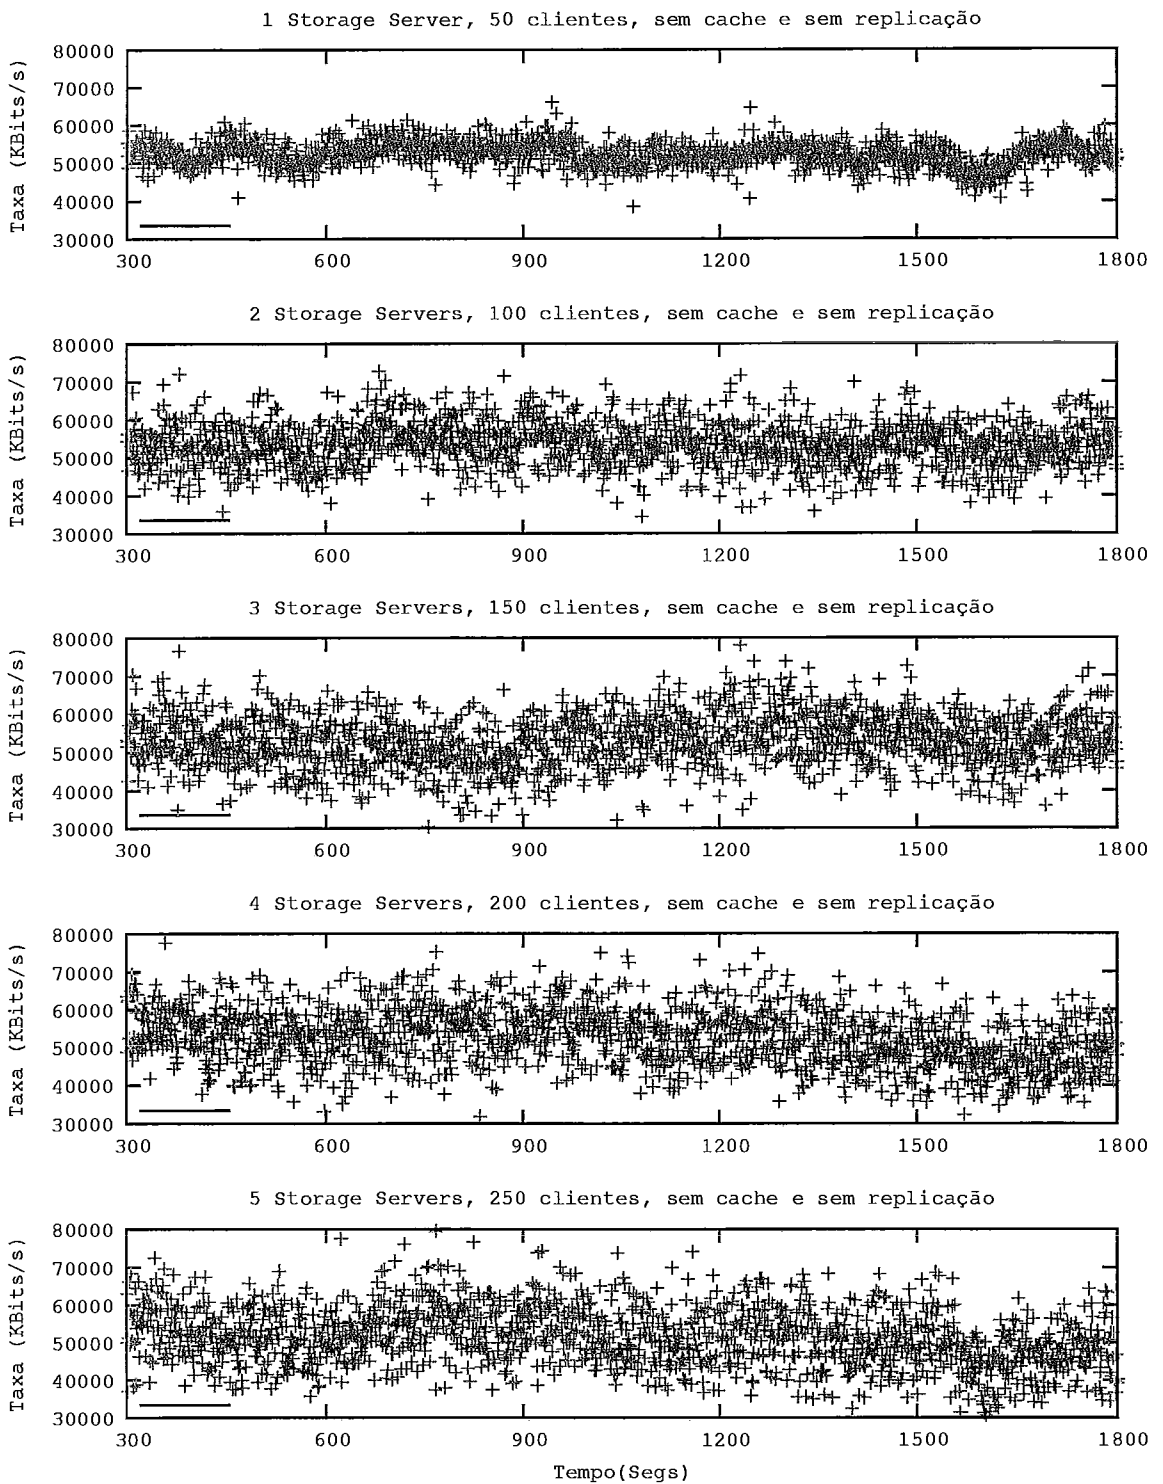 1 Storage Server, 50 clientes, sem cache e sem replicação
Taxa (KBits/s)
80000
70000
60000
50000
40000
30000
300 600 900 1200 1500 1800
2 Storage Servers, 100 clientes, sem cache e sem replicação
Taxa (KBits/s)
80000
70000
60000
50000
40000
30000
300 600 900 1200 1500 1800
3 Storage Servers, 150 clientes, sem cache e sem replicação
Taxa (KBits/s)
80000
70000
60000
50000
40000
30000
300 600 900 1200 1500 1800
4 Storage Servers, 200 clientes, sem cache e sem replicação
Taxa (KBits/s)
80000
70000
60000
50000
40000
30000
300 600 900 1200 1500 1800
5 Storage Servers, 250 clientes, sem cache e sem replicação
Taxa (KBits/s)
80000
70000
60000
50000
40000
30000
300 600 900 1200 1500 1800
Tempo(Segs)